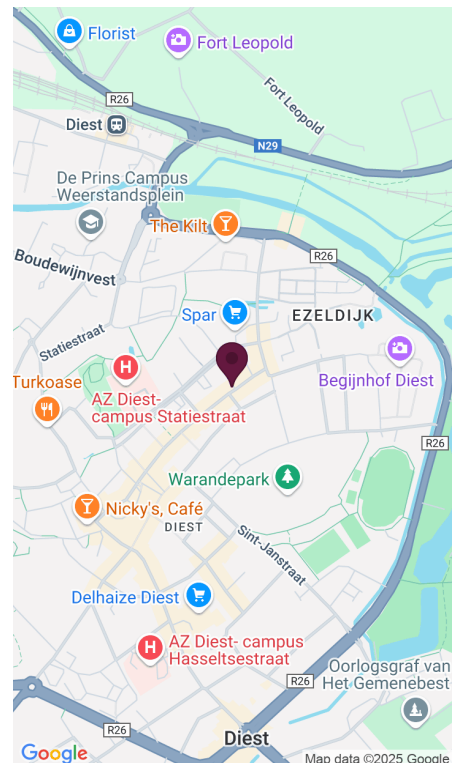 Florist
Fort Leopold
Fort Leopold
R26
Diest
N29
De Prins Campus
Weerstandsplein
The Kilt
R26
Boudewijnvest
Spar
EZELDIJK
Statiestraat
Begijnhof Diest
Turkoase
AZ Diest-
campus Statiestraat
R26
Warandepark
Nicky's, Café
DIEST
Sint-Janstraat
Delhaize Diest
AZ Diest- campus
Hasseltsestraat
Oorlogsgraf van
Het Gemenebest
R26
R26
Diest
Google
Map data ©2025 Google